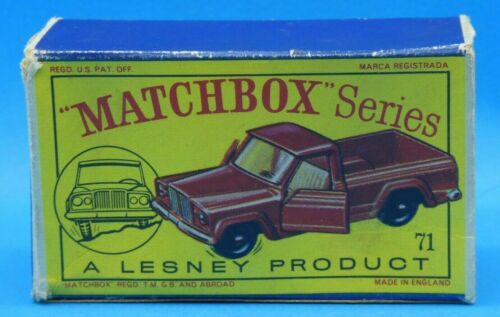 REGD. U.S. PAT. OFF. MARCA REGISTRADA
"MATCHBOX" Series
71
A LESNEY PRODUCT
"MATCHBOX" REGD. T.M. G.B. AND ABROAD MADE IN ENGLAND